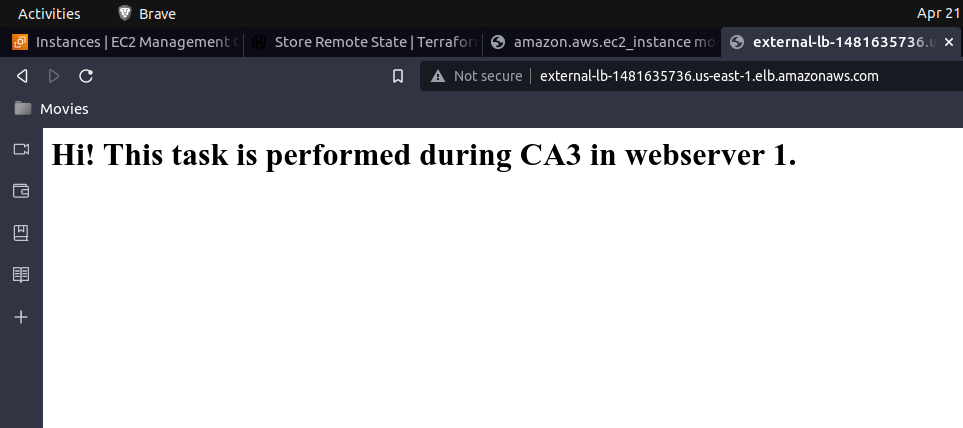 Activities Brave Apr 21
Instances | EC2 Management Store Remote State | Terrafor amazon.aws.ec2_instance mo external-lb-1481635736.u
Not secure external-lb-1481635736.us-east-1.elb.amazonaws.com
Movies
Hi! This task is performed during CA3 in webserver 1.